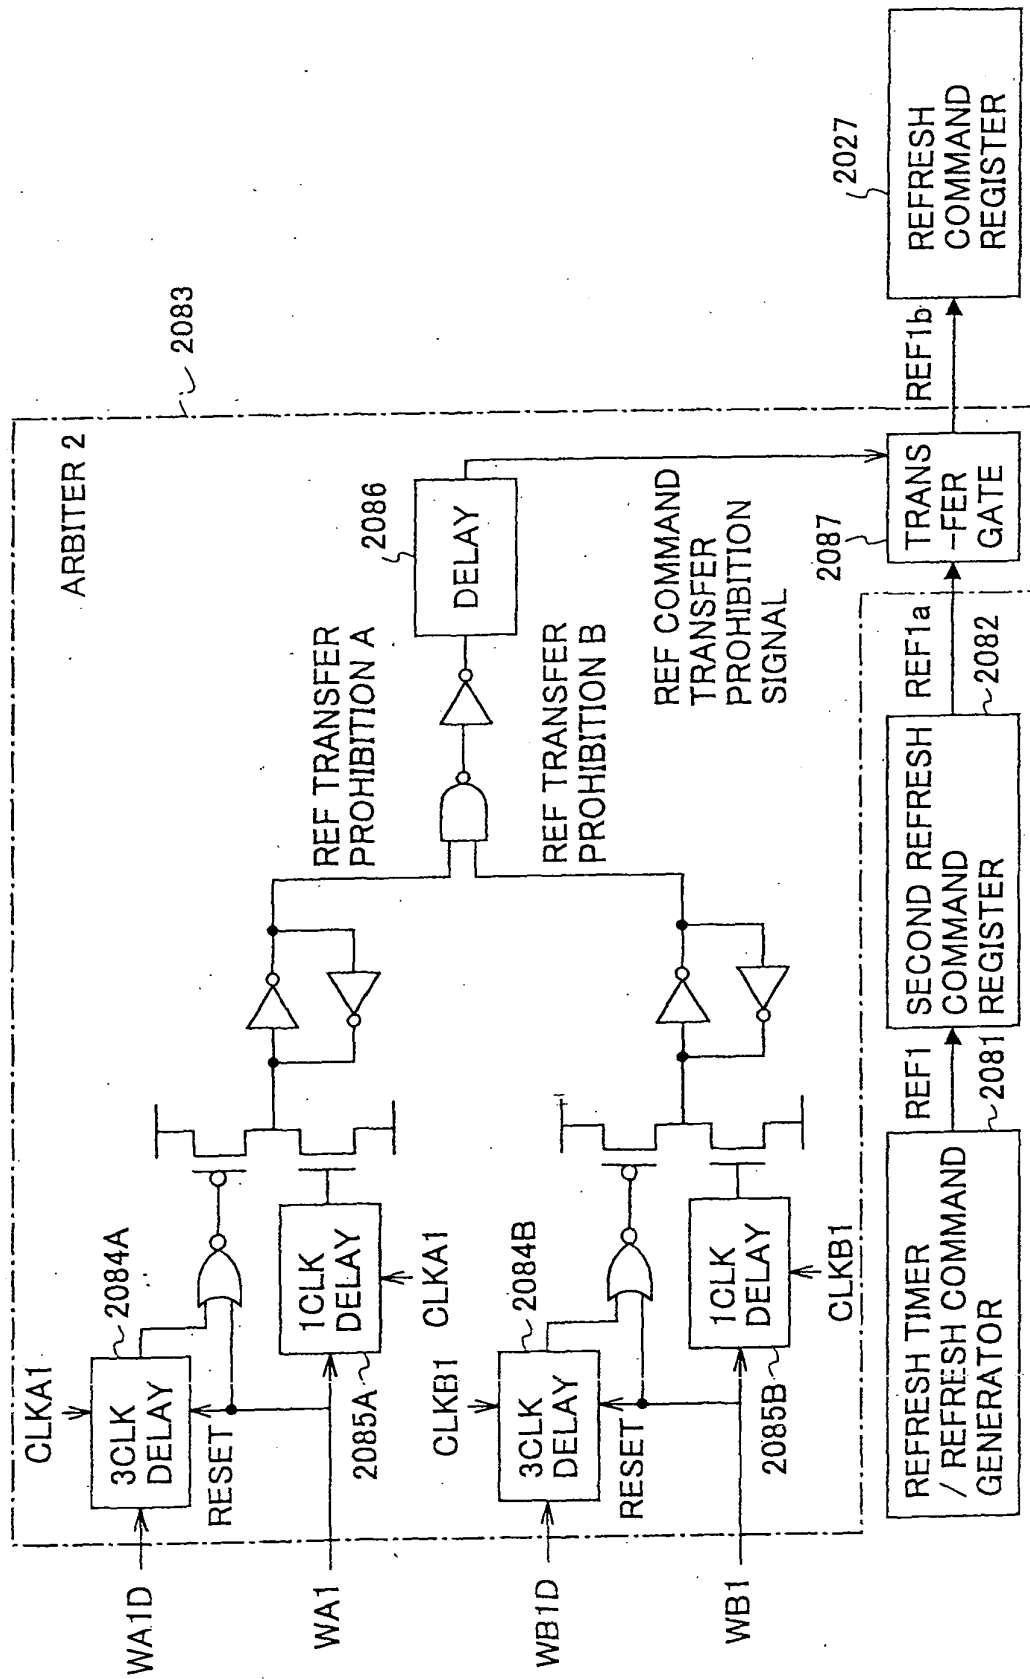 ARBITER 2
2083
CLKA1
2084A
3CLK
DELAY
WA1D
RESET
WA1
1CLK
DELAY
2085A
CLKA1
REF TRANSFER
PROHIBITION A
2086
DELAY
CLKB1
2084B
3CLK
DELAY
WB1D
RESET
WB1
1CLK
DELAY
2085B
CLKB1
REF TRANSFER
PROHIBITION B
REF COMMAND
TRANSFER
PROHIBITION
SIGNAL
REFRESH TIMER
/ REFRESH COMMAND
GENERATOR
2081
REF1
SECOND REFRESH
COMMAND
REGISTER
2082
REF1a
2087
TRANS
-FER
GATE
REF1b
2027
REFRESH
COMMAND
REGISTER